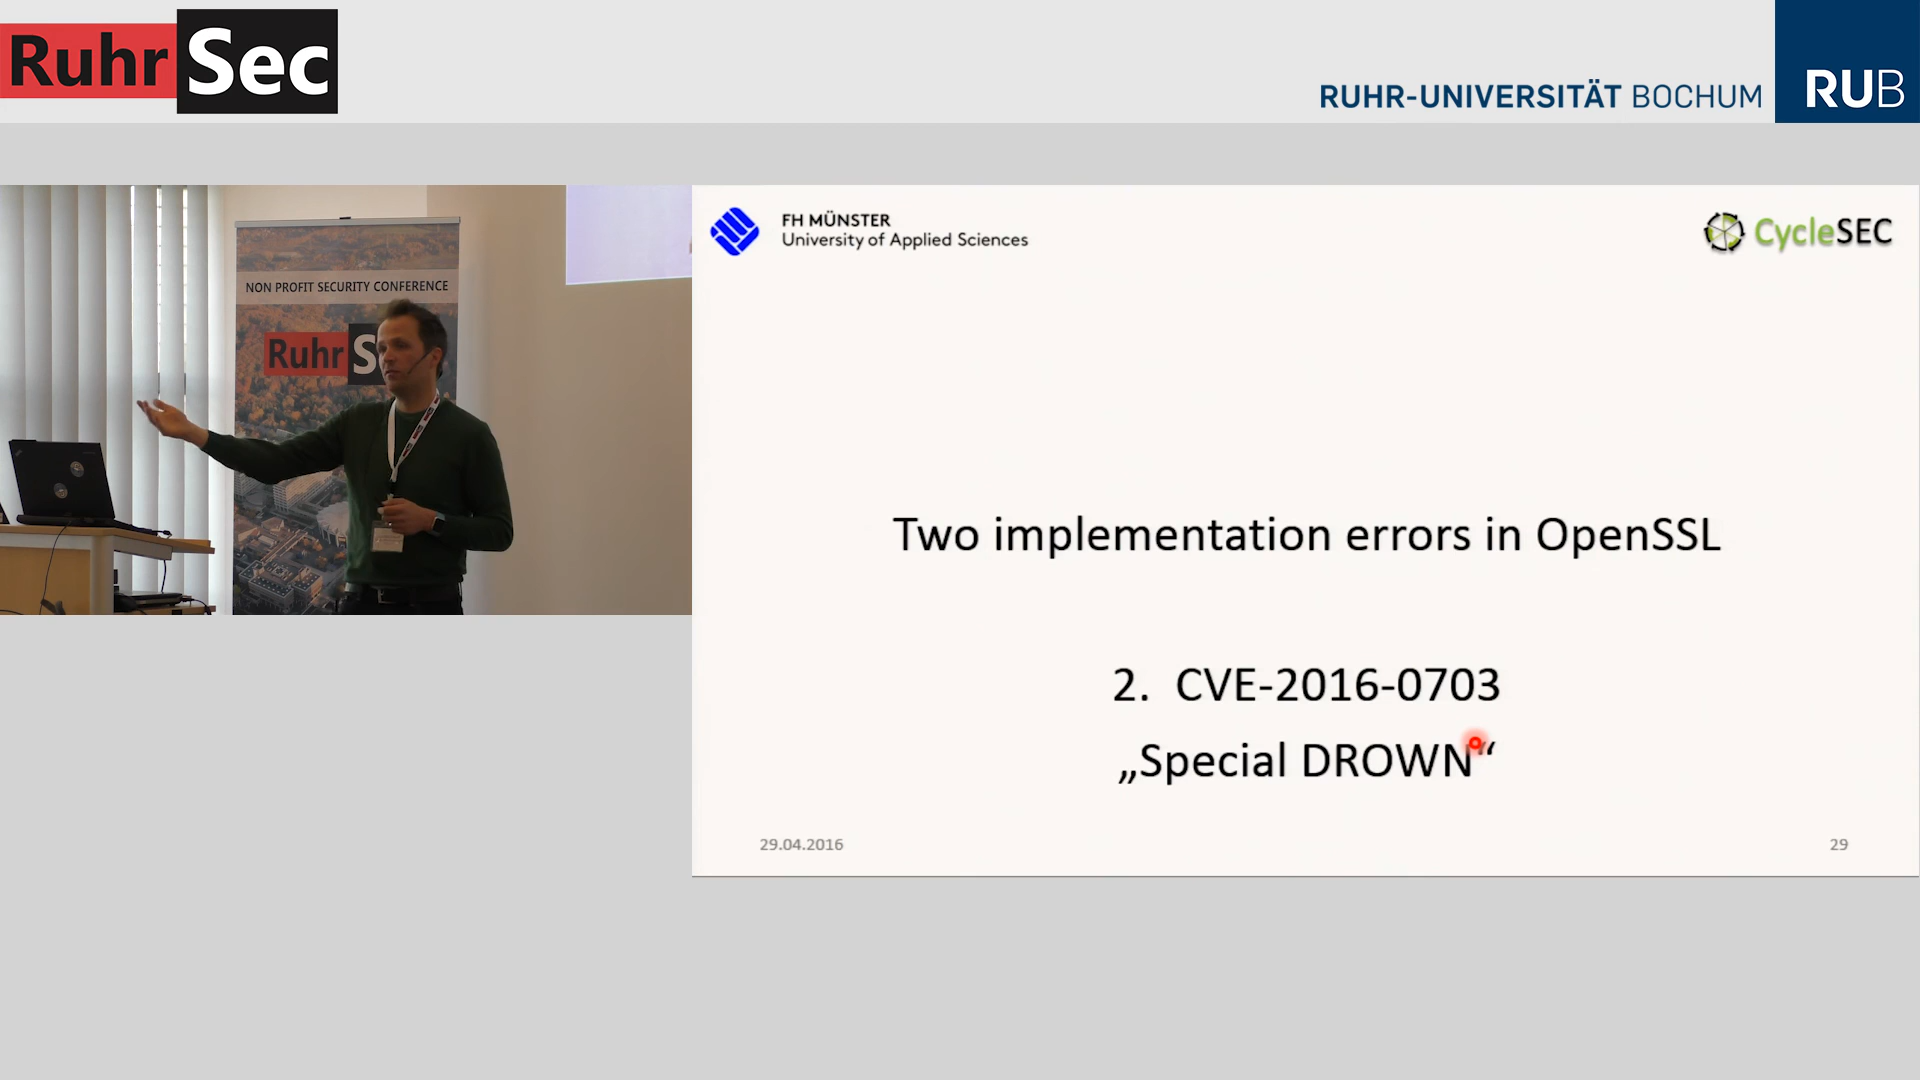 RuhrSec
RUHR-UNIVERSITÄT BOCHUM
RUB
NON PROFIT SECURITY CONFERENCE
RuhrS
FH MÜNSTER
University of Applied Sciences
CycleSEC
Two implementation errors in OpenSSL
2. CVE-2016-0703
„Special DROWN“
29.04.2016
29